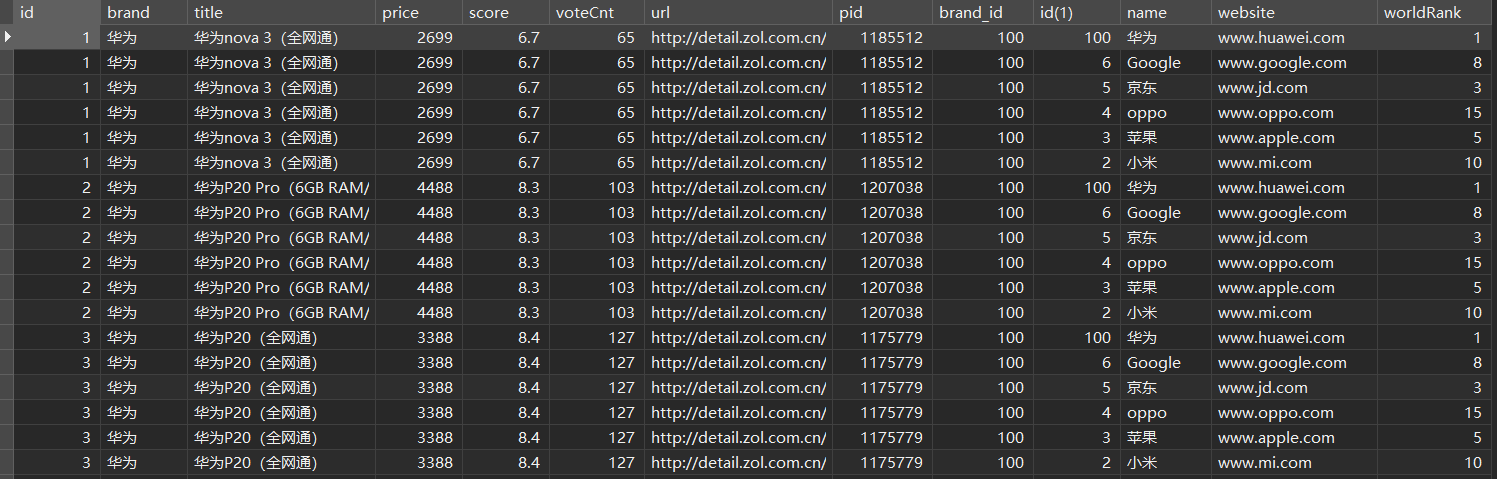 id brand title price score voteCnt url pid brand_id id(1) name website worldRank
1 华为 华为nova 3（全网通） 2699 6.7 65 http://detail.zol.com.cn/ 1185512 100 100 华为 www.huawei.com 1
1 华为 华为nova 3（全网通） 2699 6.7 65 http://detail.zol.com.cn/ 1185512 100 6 Google www.google.com 8
1 华为 华为nova 3（全网通） 2699 6.7 65 http://detail.zol.com.cn/ 1185512 100 5 京东 www.jd.com 3
1 华为 华为nova 3（全网通） 2699 6.7 65 http://detail.zol.com.cn/ 1185512 100 4 oppo www.oppo.com 15
1 华为 华为nova 3（全网通） 2699 6.7 65 http://detail.zol.com.cn/ 1185512 100 3 苹果 www.apple.com 5
1 华为 华为nova 3（全网通） 2699 6.7 65 http://detail.zol.com.cn/ 1185512 100 2 小米 www.mi.com 10
2 华为 华为P20 Pro（6GB RAM/ 4488 8.3 103 http://detail.zol.com.cn/ 1207038 100 100 华为 www.huawei.com 1
2 华为 华为P20 Pro（6GB RAM/ 4488 8.3 103 http://detail.zol.com.cn/ 1207038 100 6 Google www.google.com 8
2 华为 华为P20 Pro（6GB RAM/ 4488 8.3 103 http://detail.zol.com.cn/ 1207038 100 5 京东 www.jd.com 3
2 华为 华为P20 Pro（6GB RAM/ 4488 8.3 103 http://detail.zol.com.cn/ 1207038 100 4 oppo www.oppo.com 15
2 华为 华为P20 Pro（6GB RAM/ 4488 8.3 103 http://detail.zol.com.cn/ 1207038 100 3 苹果 www.apple.com 5
2 华为 华为P20 Pro（6GB RAM/ 4488 8.3 103 http://detail.zol.com.cn/ 1207038 100 2 小米 www.mi.com 10
3 华为 华为P20（全网通） 3388 8.4 127 http://detail.zol.com.cn/ 1175779 100 100 华为 www.huawei.com 1
3 华为 华为P20（全网通） 3388 8.4 127 http://detail.zol.com.cn/ 1175779 100 6 Google www.google.com 8
3 华为 华为P20（全网通） 3388 8.4 127 http://detail.zol.com.cn/ 1175779 100 5 京东 www.jd.com 3
3 华为 华为P20（全网通） 3388 8.4 127 http://detail.zol.com.cn/ 1175779 100 4 oppo www.oppo.com 15
3 华为 华为P20（全网通） 3388 8.4 127 http://detail.zol.com.cn/ 1175779 100 3 苹果 www.apple.com 5
3 华为 华为P20（全网通） 3388 8.4 127 http://detail.zol.com.cn/ 1175779 100 2 小米 www.mi.com 10